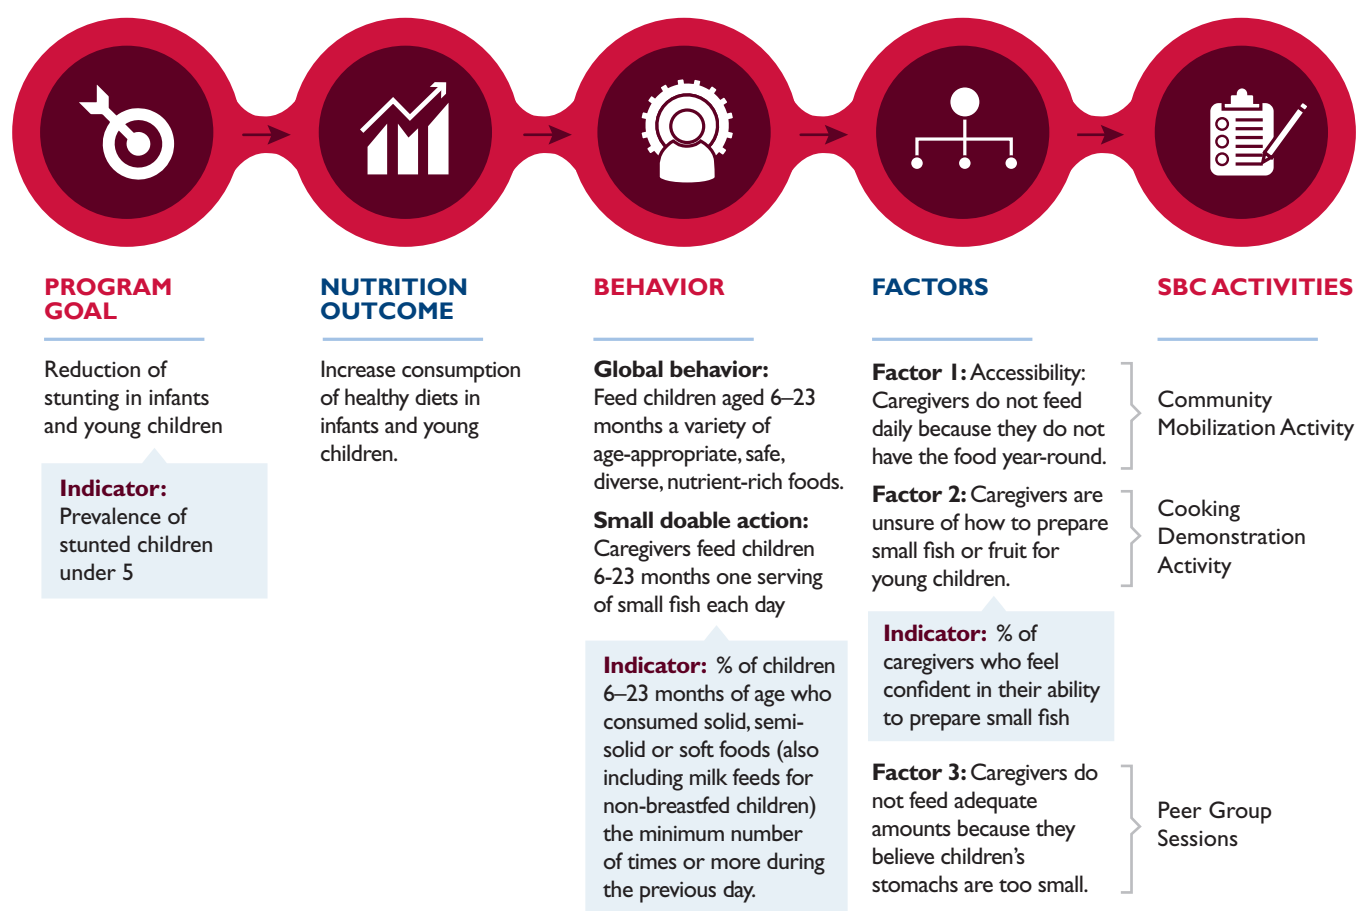 PROGRAM
GOAL
Reduction of
stunting in infants
and young children
Indicator:
Prevalence of
stunted children
under 5
NUTRITION
OUTCOME
Increase consumption
of healthy diets in
infants and young
children.
BEHAVIOR
Global behavior:
Feed children aged 6–23
months a variety of
age-appropriate, safe,
diverse, nutrient-rich foods.
Small doable action:
Caregivers feed children
6-23 months one serving
of small fish each day
Indicator: % of children
6–23 months of age who
consumed solid, semi-
solid or soft foods (also
including milk feeds for
non-breastfed children)
the minimum number
of times or more during
the previous day.
FACTORS
Factor 1: Accessibility:
Caregivers do not feed
daily because they do not
have the food year-round.
Factor 2: Caregivers are
unsure of how to prepare
small fish or fruit for
young children.
Indicator: % of
caregivers who feel
confident in their ability
to prepare small fish
Factor 3: Caregivers do
not feed adequate
amounts because they
believe children’s
stomachs are too small.
SBC ACTIVITIES
Community
Mobilization Activity
Cooking
Demonstration
Activity
Peer Group
Sessions